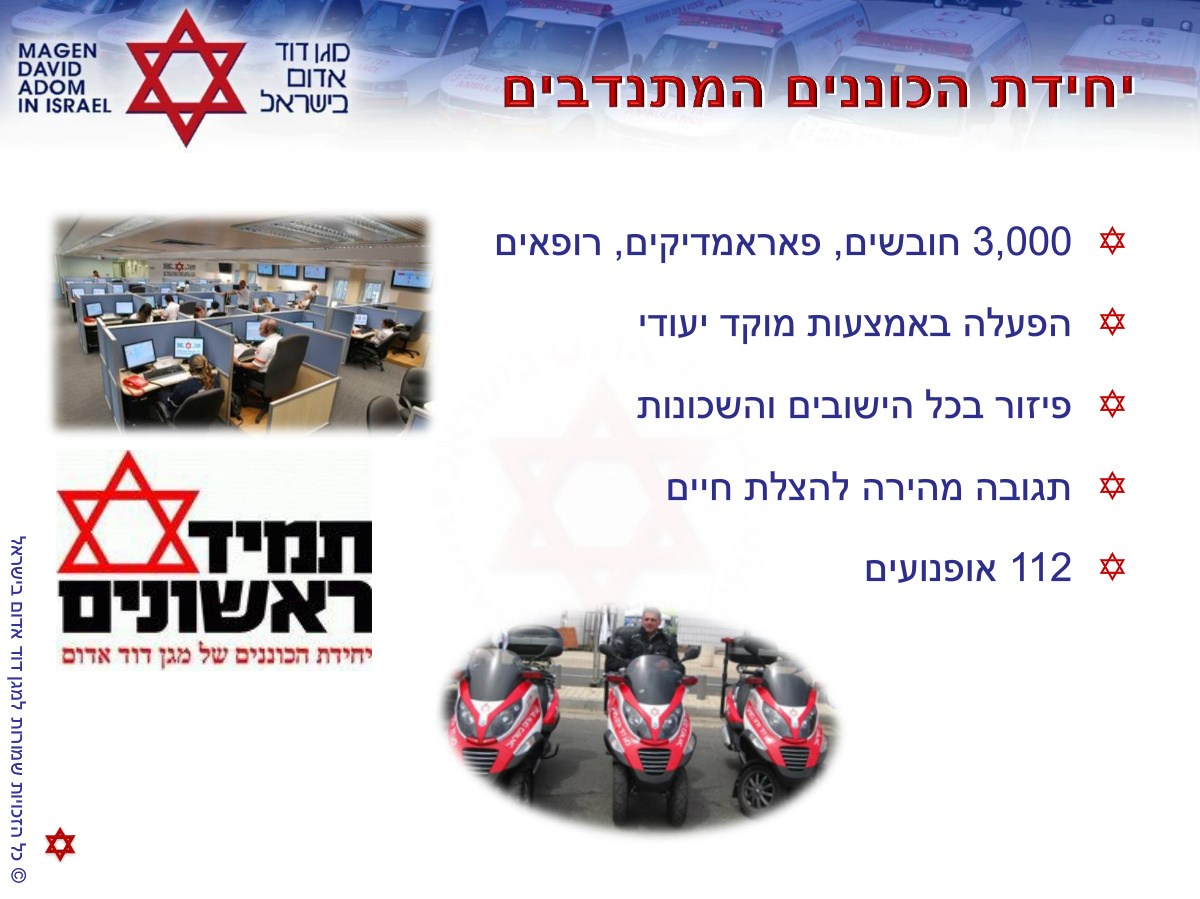 MAGEN
DAVID
ADOM
IN ISRAEL
מגן דוד
אדום
בישראל
יחידת הכוננים המתנדבים
3,000 חובשים, פאראמדיקים, רופאים
הפעלה באמצעות מוקד יעודי
פיזור בכל הישובים והשכונות
תגובה מהירה להצלת חיים
112 אופנועים
תמיד
ראשונים
יחידת הכוננים של מגן דוד אדום
© כל הזכויות שמורות למגן דוד אדום בישראל